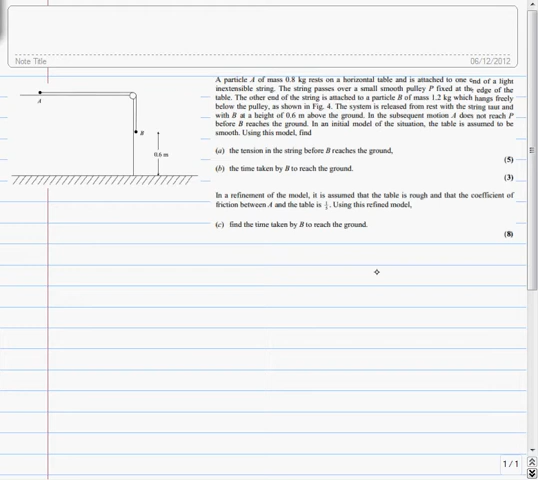 Note Title
06/12/2012
A particle A of mass 0.8 kg rests on a horizontal table and is attached to one end of a light
inextensible string. The string passes over a small smooth pulley P fixed at the edge of the
table. The other end of the string is attached to a particle B of mass 1.2 kg which hangs freely
below the pulley, as shown in Fig. 4. The system is released from rest with the string taut and
with B at a height of 0.6 m above the ground. In the subsequent motion A does not reach P
before B reaches the ground. In an initial model of the situation, the table is assumed to be
smooth. Using this model, find
(a) the tension in the string before B reaches the ground,
(5)
(b) the time taken by B to reach the ground.
(3)
In a refinement of the model, it is assumed that the table is rough and that the coefficient of
friction between A and the table is . Using this refined model,
(c) find the time taken by B to reach the ground.
(8)
A
B
0.6 m
1/1